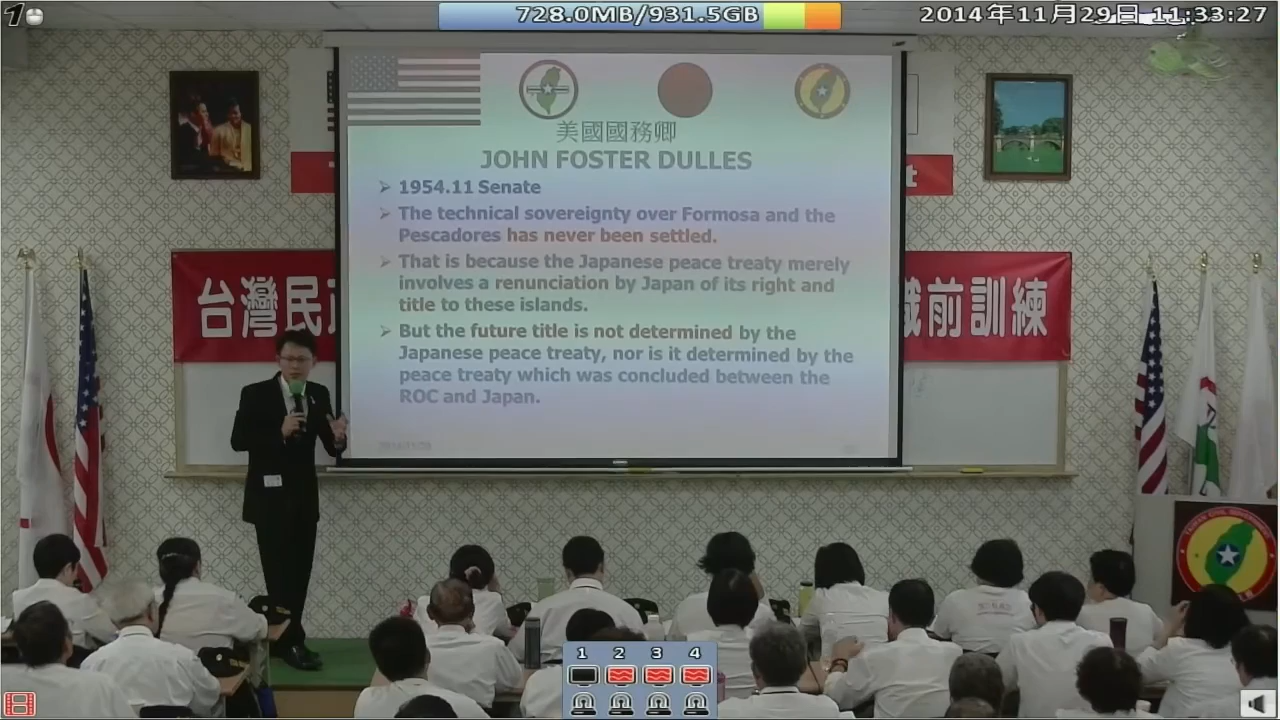 1
728.0MB/931.5GB
2014年11月29日 11:33:27
美國國務卿
JOHN FOSTER DULLES
➢ 1954.11 Senate
➢ The technical sovereignty over Formosa and the
Pescadores has never been settled.
➢ That is because the Japanese peace treaty merely
involves a renunciation by Japan of its right and
title to these islands.
➢ But the future title is not determined by the
Japanese peace treaty, nor is it determined by the
peace treaty which was concluded between the
ROC and Japan.
t
台灣民
前訓練
1 2 3 4